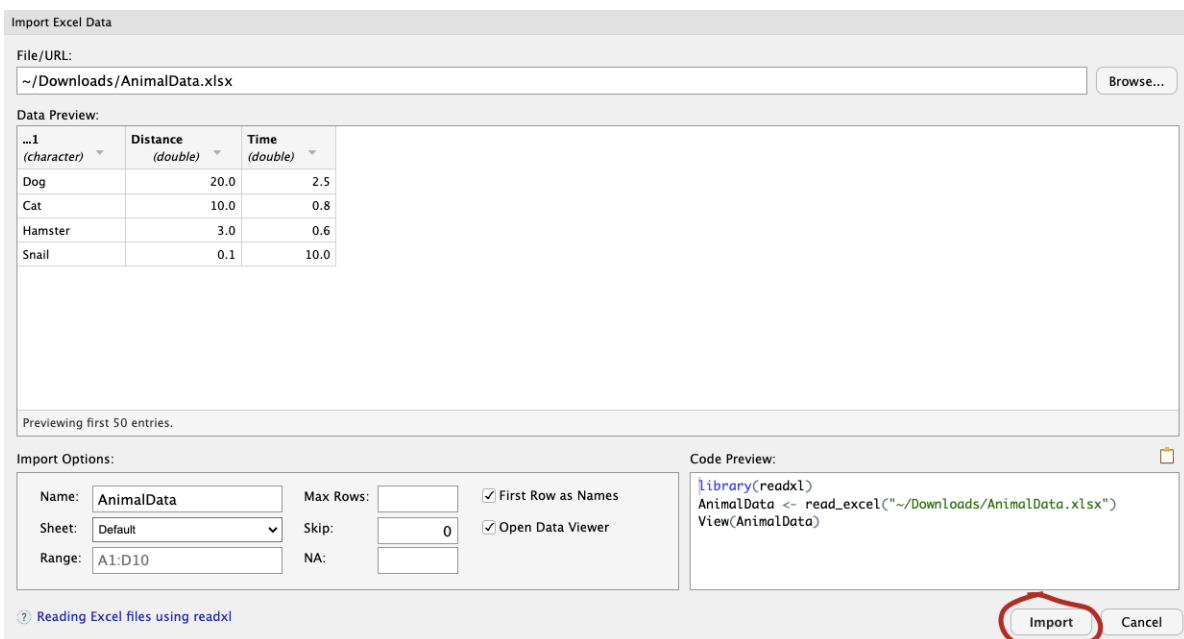 Import Excel Data
File/URL:
~/Downloads/AnimalData.xlsx
Browse...
Data Preview:
...1 Distance Time
(character) (double) (double)
Dog 20.0 2.5
Cat 10.0 0.8
Hamster 3.0 0.6
Snail 0.1 10.0
Previewing first 50 entries.
Import Options:
Name: AnimalData Max Rows: First Row as Names
Sheet: Default Skip: 0 Open Data Viewer
Range: A1:D10 NA:
Code Preview:
library(readxl)
AnimalData <- read_excel("~/Downloads/AnimalData.xlsx")
View(AnimalData)
? Reading Excel files using readxl
Import Cancel